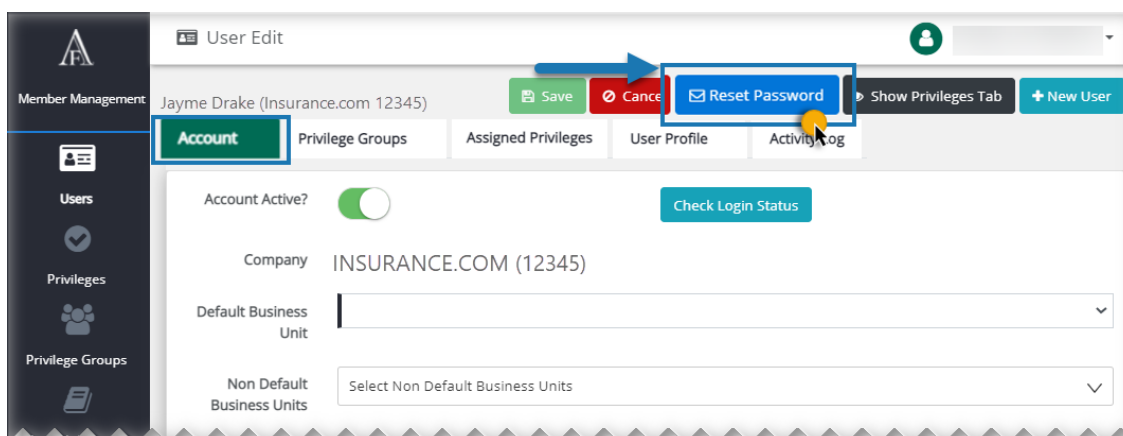 User Edit
Member Management
Jayme Drake (Insurance.com 12345)
Save
Cance
Reset Password
Show Privileges Tab
New User
Account
Privilege Groups
Assigned Privileges
User Profile
Activity Log
Users
Privileges
Privilege Groups
Account Active?
Check Login Status
Company
INSURANCE.COM (12345)
Default Business
Unit
Non Default
Business Units
Select Non Default Business Units